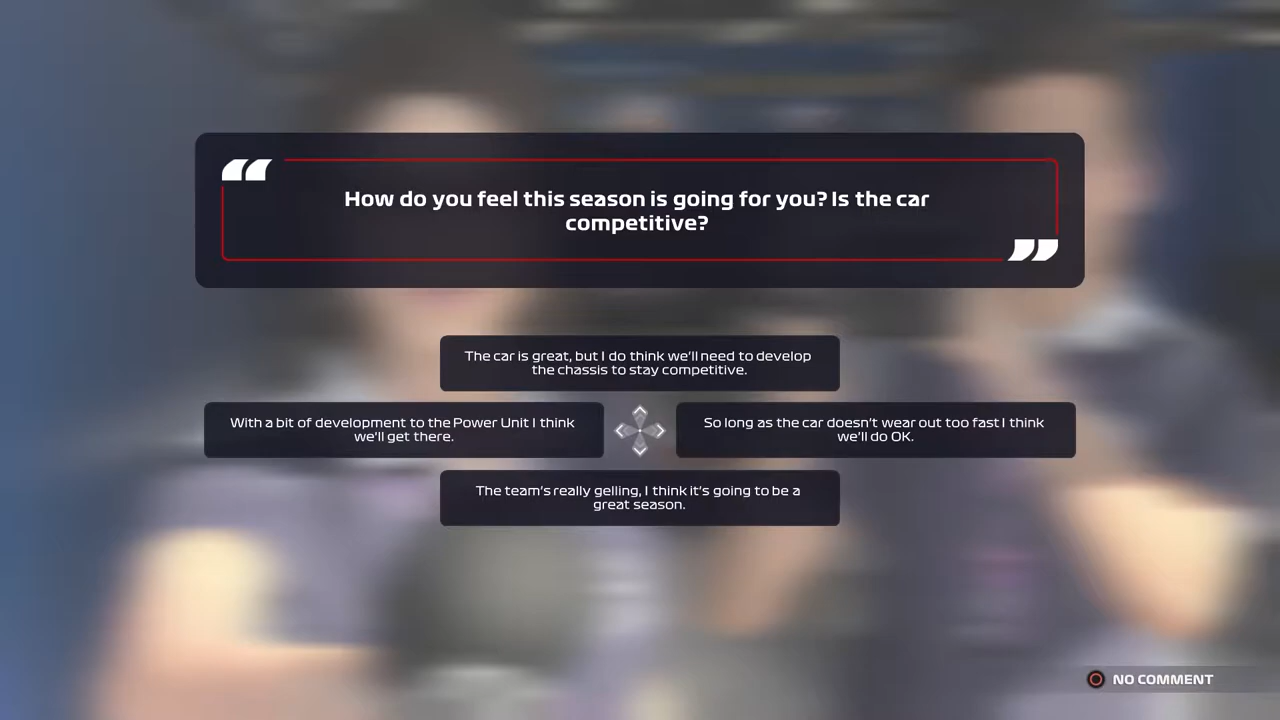 How do you feel this season is going for you? Is the car
competitive?
The car is great, but I do think we'll need to develop
the chassis to stay competitive.
With a bit of development to the Power Unit I think
we'll get there.
So long as the car doesn't wear out too fast I think
we'll do OK.
The team's really gelling, I think it's going to be a
great season.
NO COMMENT